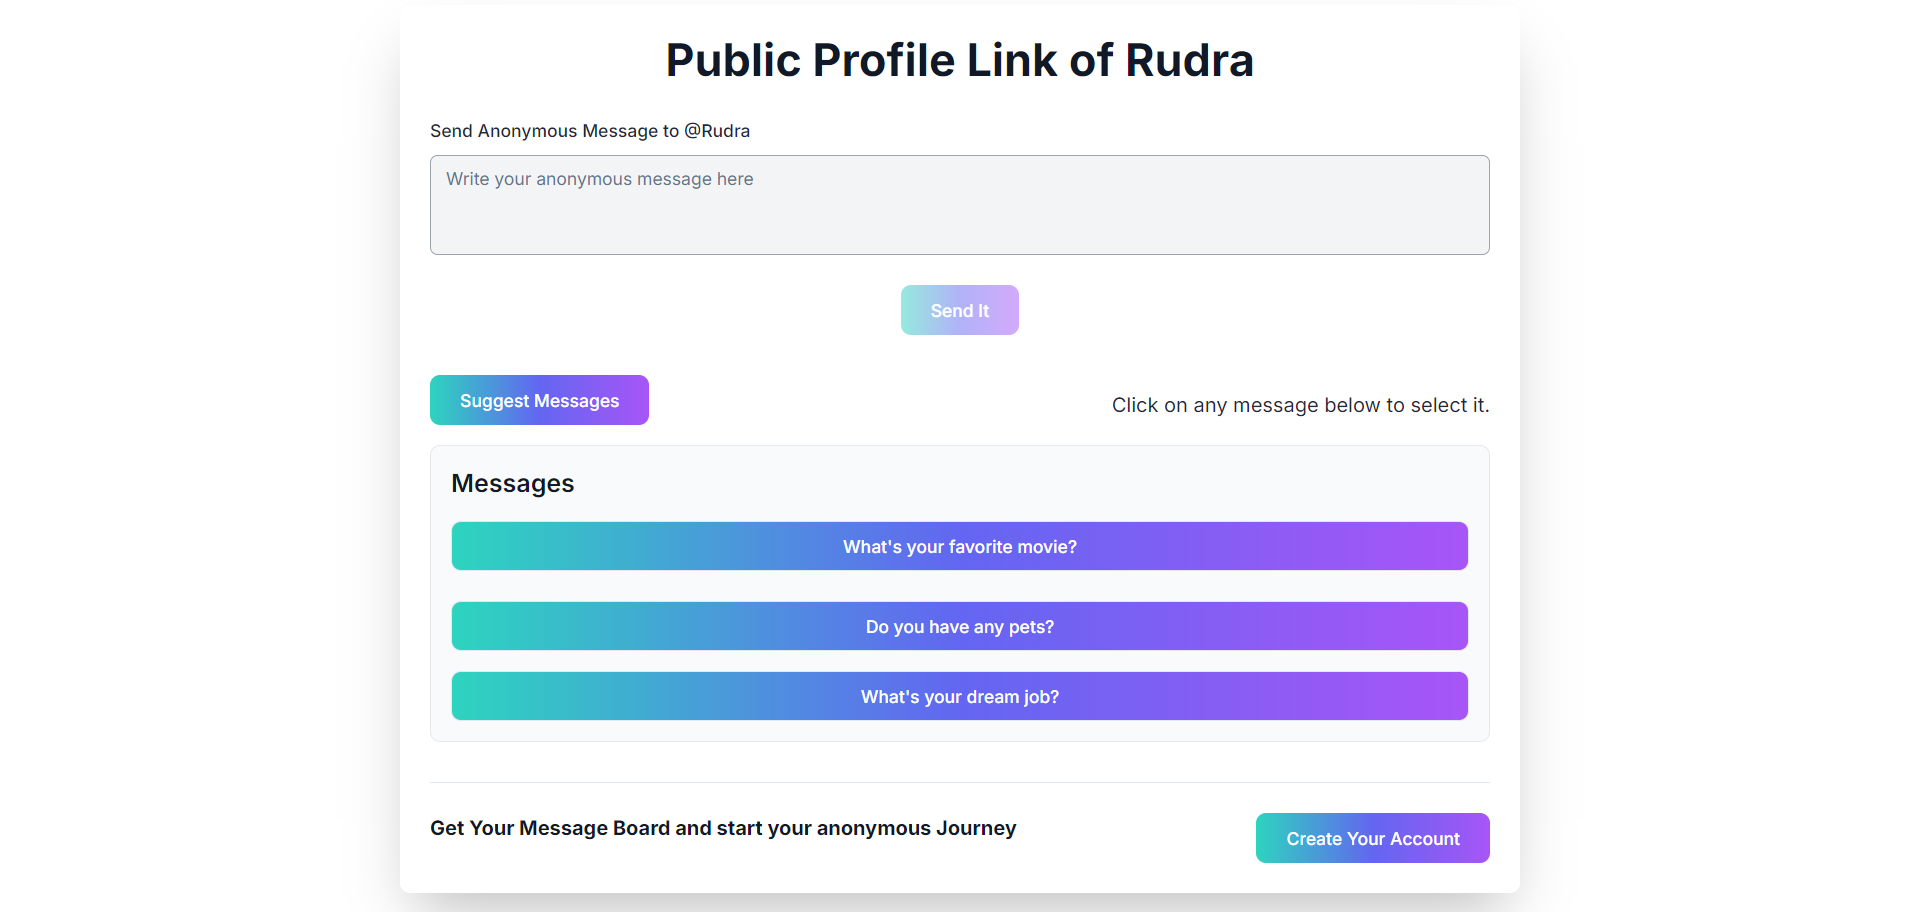 Public Profile Link of Rudra
Send Anonymous Message to @Rudra
Write your anonymous message here
Send It
Suggest Messages
Click on any message below to select it.
Messages
What's your favorite movie?
Do you have any pets?
What's your dream job?
Get Your Message Board and start your anonymous Journey
Create Your Account